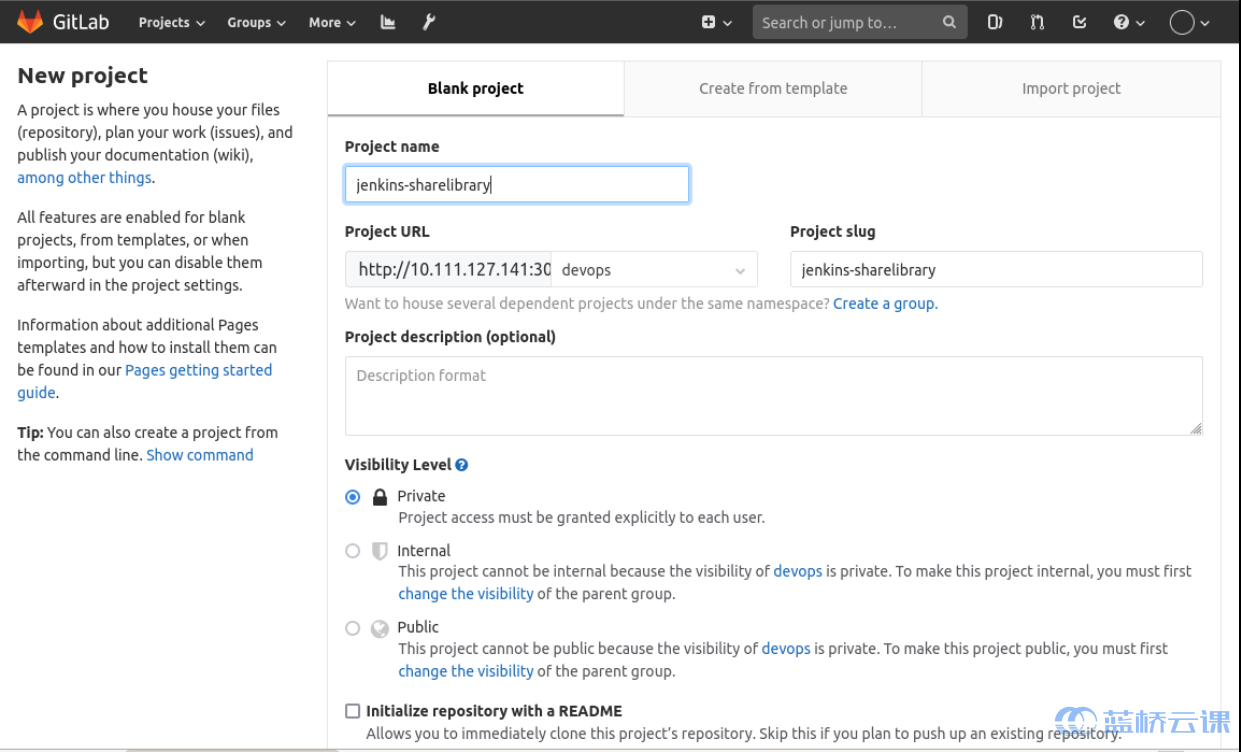 GitLab
Projects
Groups
More
Search or jump to...
New project
A project is where you house your files
(repository), plan your work (issues), and
publish your documentation (wiki),
among other things.
All features are enabled for blank
projects, from templates, or when
importing, but you can disable them
afterward in the project settings.
Information about additional Pages
templates and how to install them can
be found in our Pages getting started
guide.
Tip: You can also create a project from
the command line. Show command
Blank project
Create from template
Import project
Project name
jenkins-sharelibrary
Project URL
Project slug
http://10.111.127.141:30
devops
jenkins-sharelibrary
Want to house several dependent projects under the same namespace? Create a group.
Project description (optional)
Description format
Visibility Level
Private
Project access must be granted explicitly to each user.
Internal
This project cannot be internal because the visibility of devops is private. To make this project internal, you must first
change the visibility of the parent group.
Public
This project cannot be public because the visibility of devops is private. To make this project public, you must first
change the visibility of the parent group.
Initialize repository with a README
Allows you to immediately clone this project's repository. Skip this if you plan to push up an existing repository.
蓝桥云课